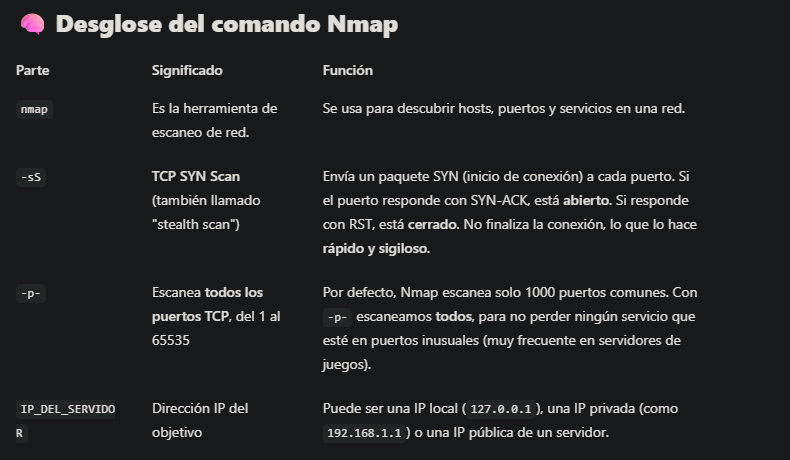 🧠 Desglose del comando Nmap
Parte Significado Función
nmap Es la herramienta de Se usa para descubrir hosts, puertos y servicios en una red.
escaneo de red.
-sS TCP SYN Scan Envía un paquete SYN (inicio de conexión) a cada puerto. Si
(también llamado el puerto responde con SYN-ACK, está abierto. Si responde
"stealth scan") con RST, está cerrado. No finaliza la conexión, lo que lo hace
rápido y sigiloso.
-p- Escanea todos los Por defecto, Nmap escanea solo 1000 puertos comunes. Con
puertos TCP, del 1 al -p- escaneamos todos, para no perder ningún servicio que
65535 esté en puertos inusuales (muy frecuente en servidores de
juegos).
IP_DEL_SERVIDO Dirección IP del Puede ser una IP local (127.0.0.1), una IP privada (como
R objetivo 192.168.1.1) o una IP pública de un servidor.